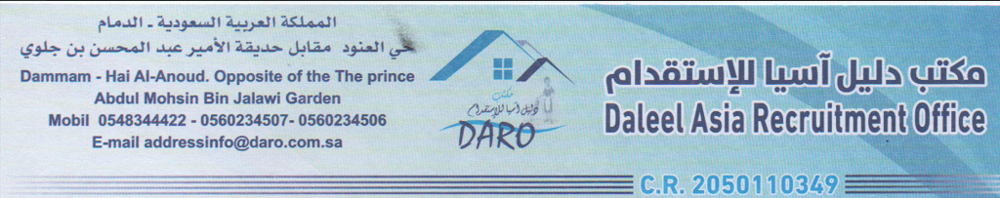 المملكة العربية السعودية - الدمام
حي العنود مقابل حديقة الأمير عبد المحسن بن جلوي
Dammam - Hai Al-Anoud. Opposite of the The prince
Abdul Mohsin Bin Jalawi Garden
Mobil 0548344422 - 0560234507- 0560234506
E-mail addressinfo@daro.com.sa
مكتب
دليل آسيا للإستقدام
DARO
مكتب دليل آسيا للإستقدام
Daleel Asia Recruitment Office
C.R. 2050110349